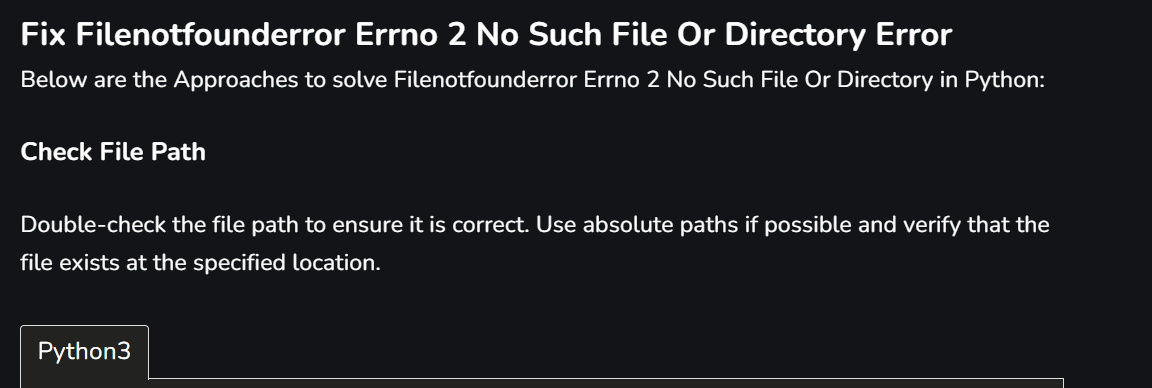 Fix Filenotfounderror Errno 2 No Such File Or Directory Error
Below are the Approaches to solve Filenotfounderror Errno 2 No Such File Or Directory in Python:
Check File Path
Double-check the file path to ensure it is correct. Use absolute paths if possible and verify that the
file exists at the specified location.
Python3